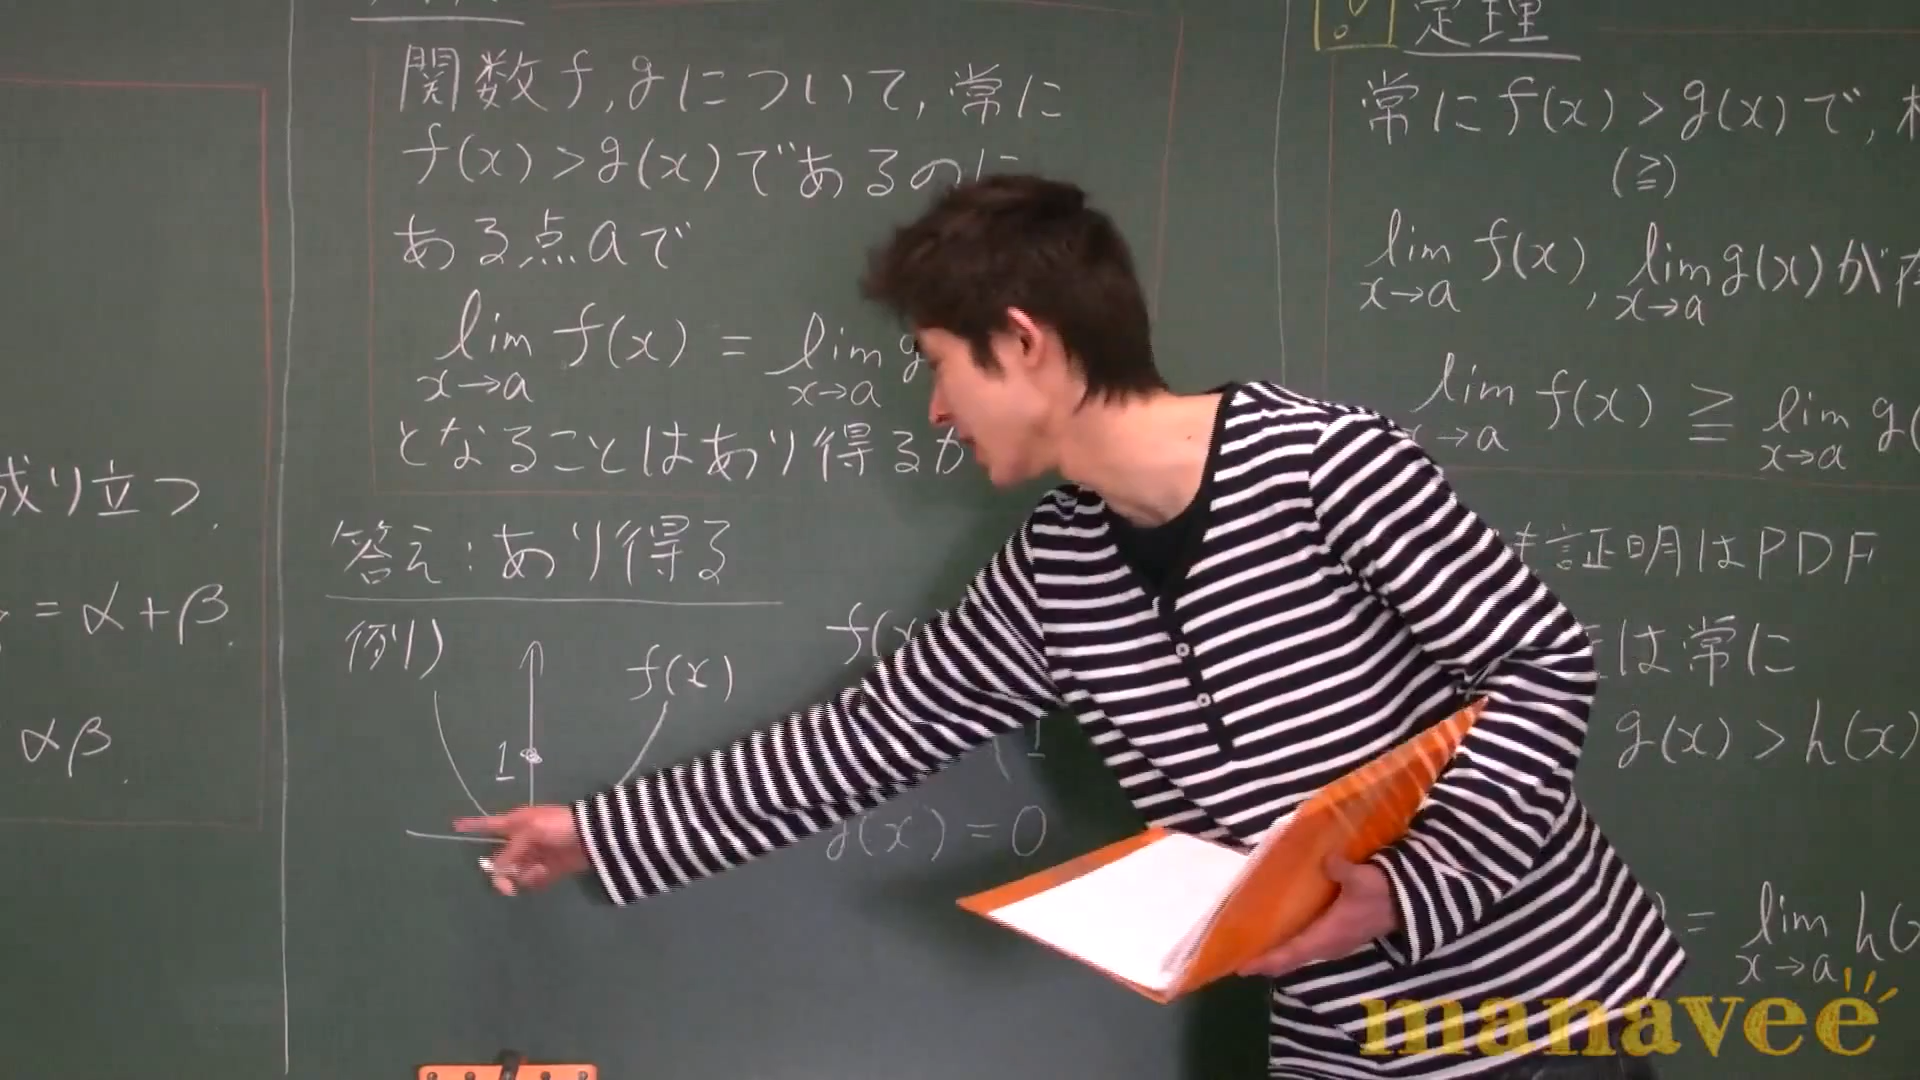 成り立つ.
= α+β.
αβ.
関数f,gについて,常に
f(x)>g(x)であるのに
ある点aで
lim f(x) = lim g
x→a x→a
となることはあり得るか
答え:あり得る
例)
f(x)
1
f(x
1
g(x) = 0
定理
常にf(x)>g(x)で,
(≧)
lim f(x), lim g(x)が
x→a x→a
lim f(x) ≧ lim g(
x→a x→a
証明はPDF
は常に
g(x)>h(x)
= lim h(x
x→a
manavee